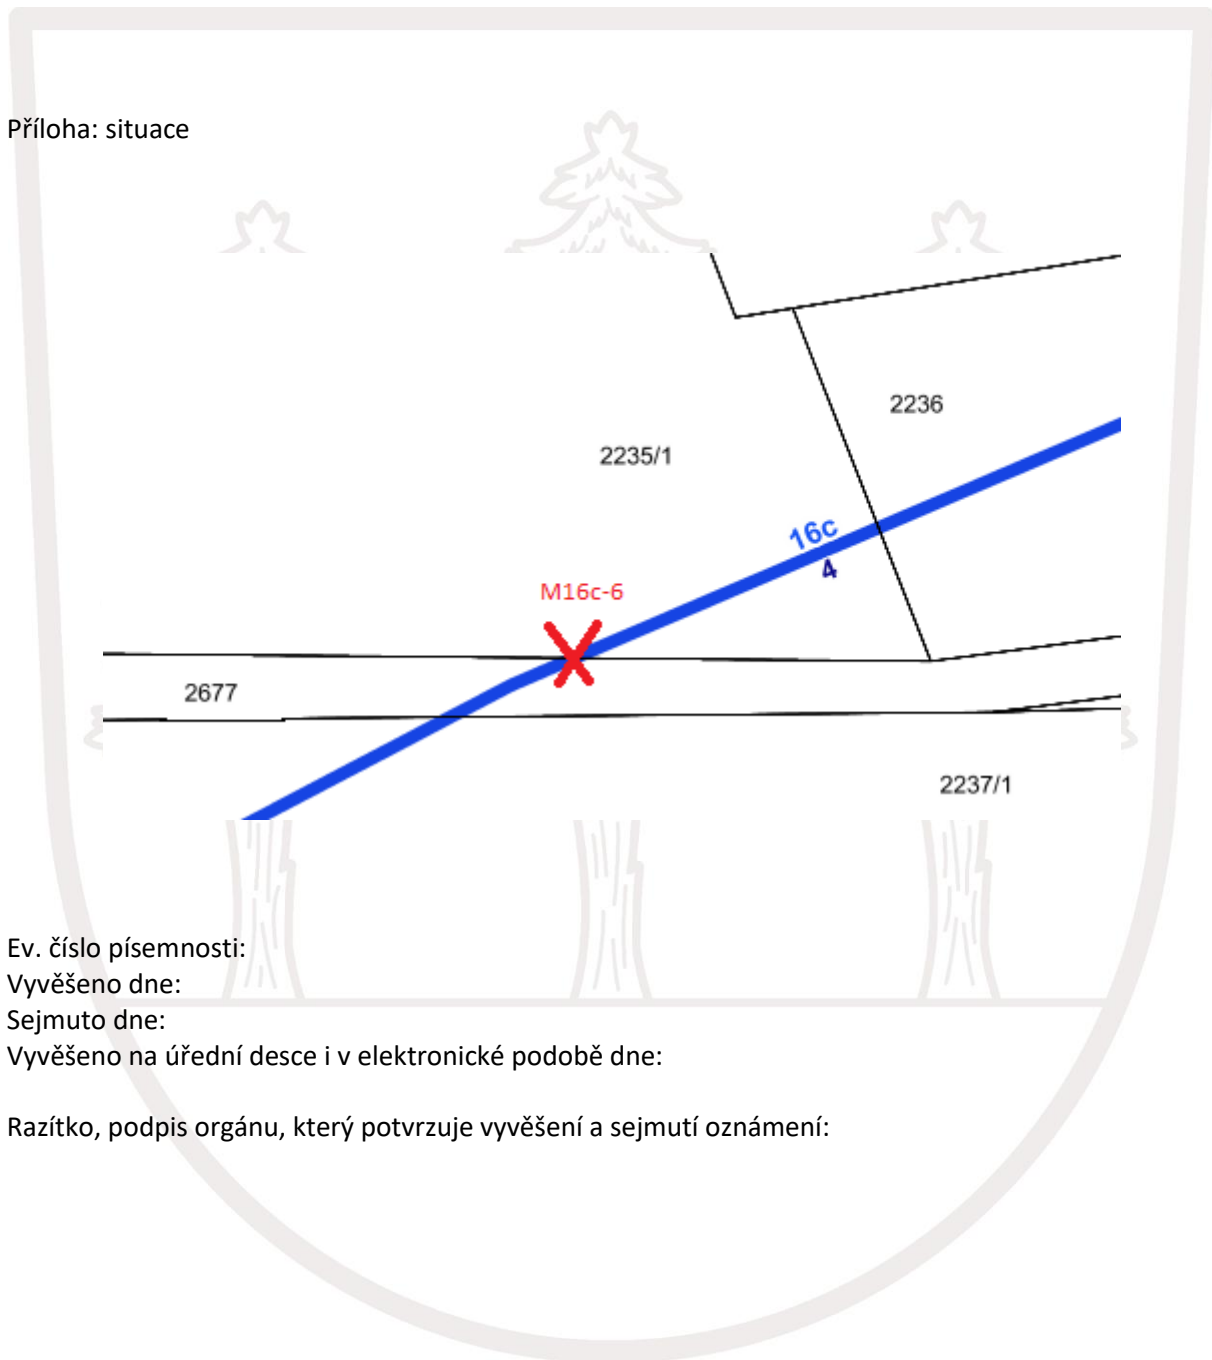 Příloha: situace
2236
2235/1
16c
4
M16c-6
2677
2237/1
Ev. číslo písemnosti:
Vyvěšeno dne:
Sejmuto dne:
Vyvěšeno na úřední desce i v elektronické podobě dne:
Razítko, podpis orgánu, který potvrzuje vyvěšení a sejmutí oznámení: